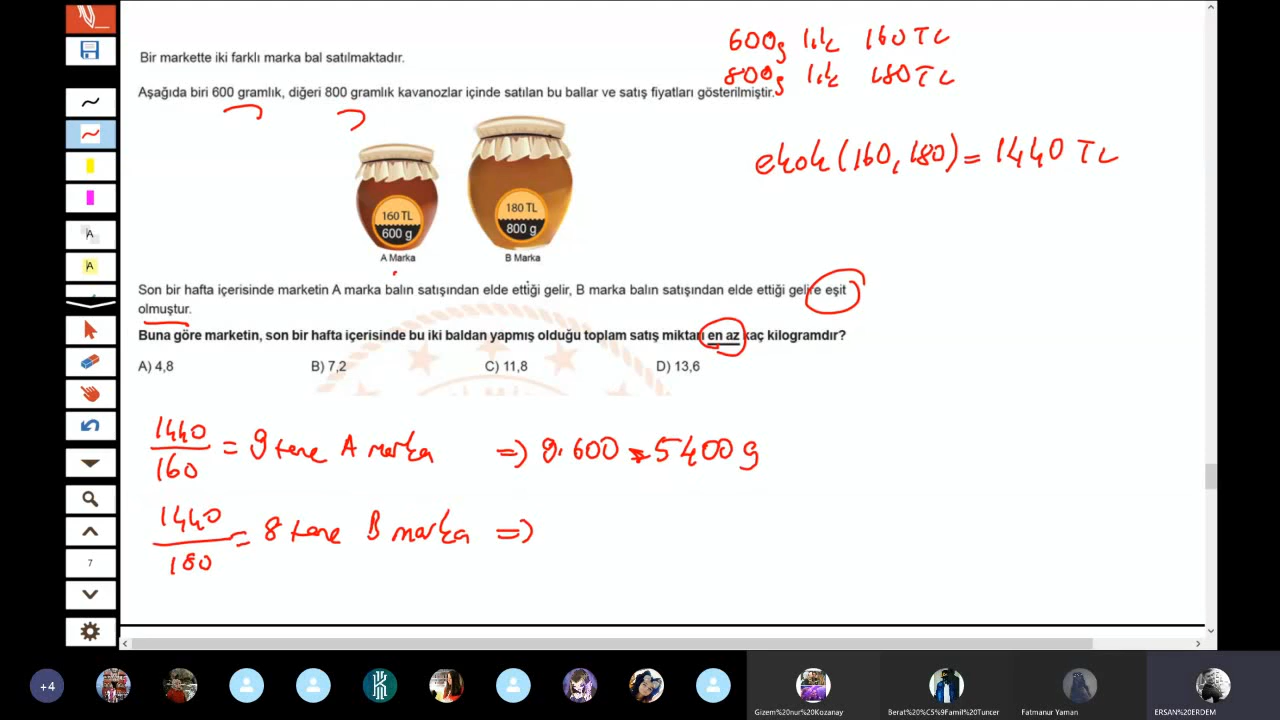 Bir markette iki farklı marka bal satılmaktadır.
600g lık 160 TL
800g lık 180 TL
Aşağıda biri 600 gramlık, diğeri 800 gramlık kavanozlar içinde satılan bu ballar ve satış fiyatları gösterilmiştir.
ekok(160,180) = 1440 TL
160 TL
600 g
A Marka
180 TL
800 g
B Marka
Son bir hafta içerisinde marketin A marka balın satışından elde ettiği gelir, B marka balın satışından elde ettiği gelire eşit
olmuştur.
Buna göre marketin, son bir hafta içerisinde bu iki baldan yapmış olduğu toplam satış miktarı en az kaç kilogramdır?
A) 4,8 B) 7,2 C) 11,8 D) 13,6
1440/160 = 9 tane A marka => 9.600 = 5400 g
1440/180 = 8 tane B marka =>
A
A
7
+4
Gizem%20nur%20Kozanay
Berat%20%C5%9Famil%20Tuncer
Fatmanur Yaman
ERSAN%20ERDEM